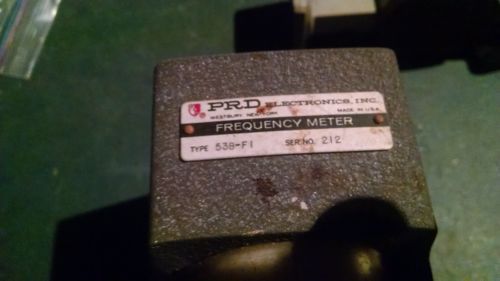 PRD ELECTRONICS, INC.
WESTBURY, NEW YORK MADE IN U.S.A.
FREQUENCY METER
TYPE 538-F1 SER. NO. 212